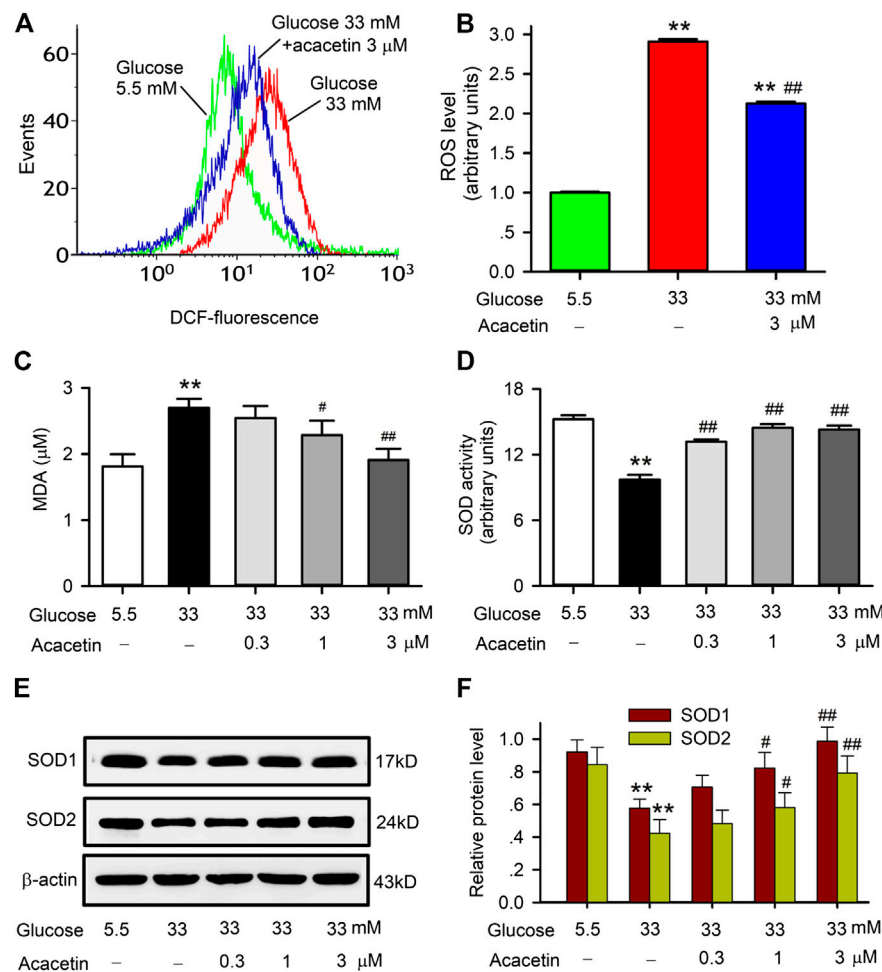 A
Glucose 33 mM
+acacetin 3 μM
Glucose
5.5 mM
Glucose
33 mM
Events
60
40
20
0
10⁰ 10¹ 10² 10³
DCF-fluorescence
B
ROS level
(arbitrary units)
3.0
2.5
2.0
1.5
1.0
0.5
0.0
**
** ##
Glucose 5.5 33 33 mM
Acacetin – – 3 μM
C
MDA (μM)
3
2
1
0
**
#
##
Glucose 5.5 33 33 33 33 mM
Acacetin – – 0.3 1 3 μM
D
SOD activity
(arbitrary units)
18
15
12
9
6
3
0
**
##
##
##
Glucose 5.5 33 33 33 33 mM
Acacetin – – 0.3 1 3 μM
E
SOD1 17kD
SOD2 24kD
β-actin 43kD
Glucose 5.5 33 33 33 33 mM
Acacetin – – 0.3 1 3 μM
F
SOD1
SOD2
Relative protein level
1.0
.8
.6
.4
.2
.0
**
**
#
#
##
##
Glucose 5.5 33 33 33 33 mM
Acacetin – – 0.3 1 3 μM